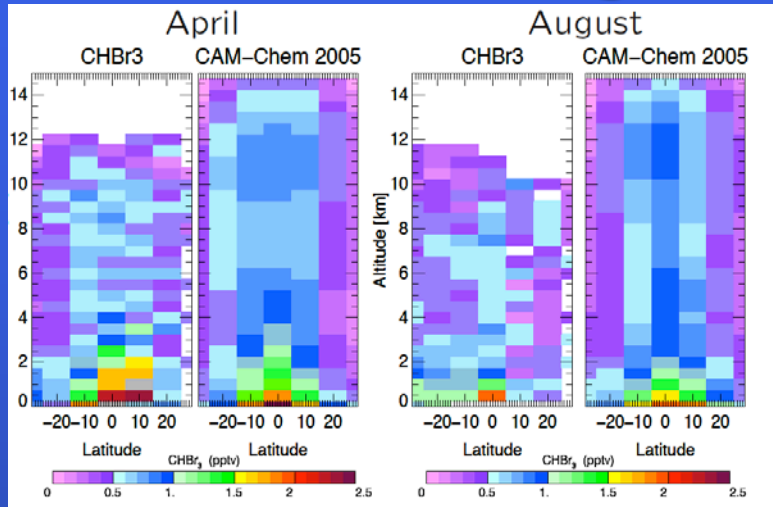 April August
CHBr3 CAM-Chem 2005 CHBr3 CAM-Chem 2005
14
12
10
8
6
4
2
0
Altitude [km]
14
12
10
8
6
4
2
0
-20 -10 0 10 20 -20 -10 0 10 20 -20 -10 0 10 20 -20 -10 0 10 20
Latitude Latitude Latitude Latitude
CHBr3 (pptv) CHBr3 (pptv)
0 0.5 1. 1.5 2 2.5 0 0.5 1. 1.5 2 2.5